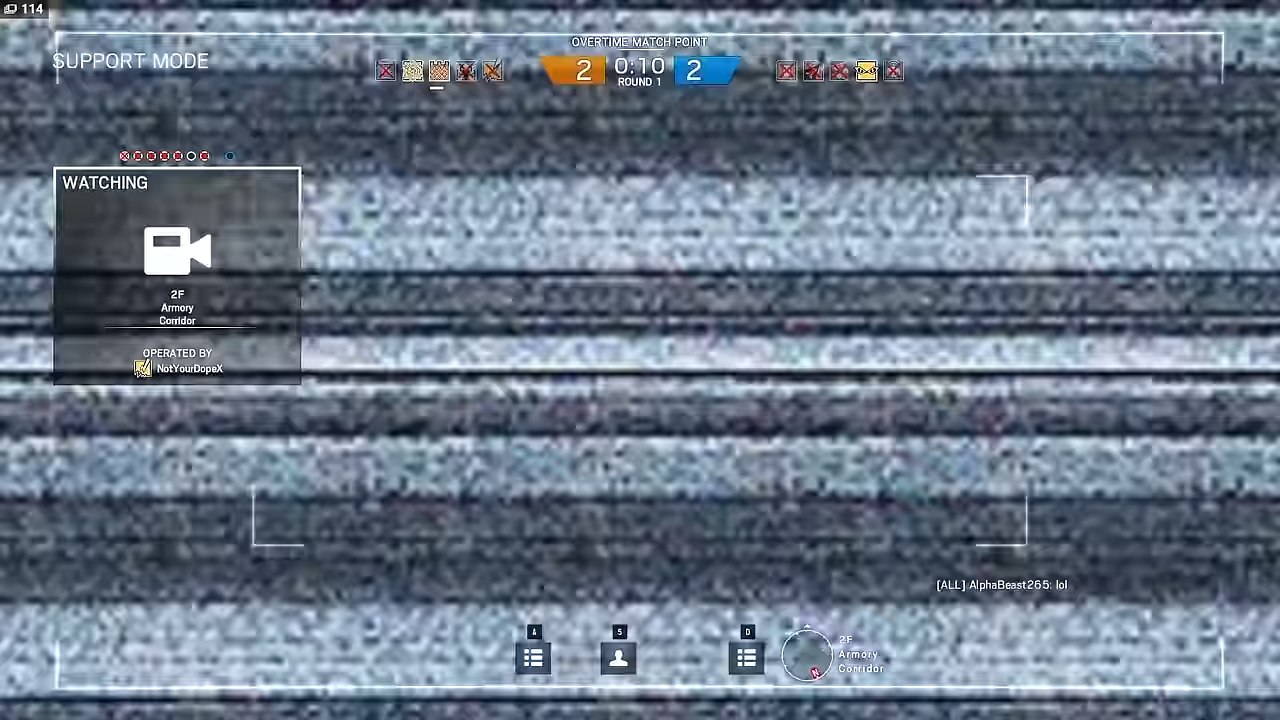 114
OVERTIME MATCH POINT
SUPPORT MODE
2 0:10 2
ROUND 1
WATCHING
2F
Armory
Corridor
OPERATED BY
NotYourDopeX
[ALL] AlphaBeast265: lol
A S D
2F
Armory
Corridor
N